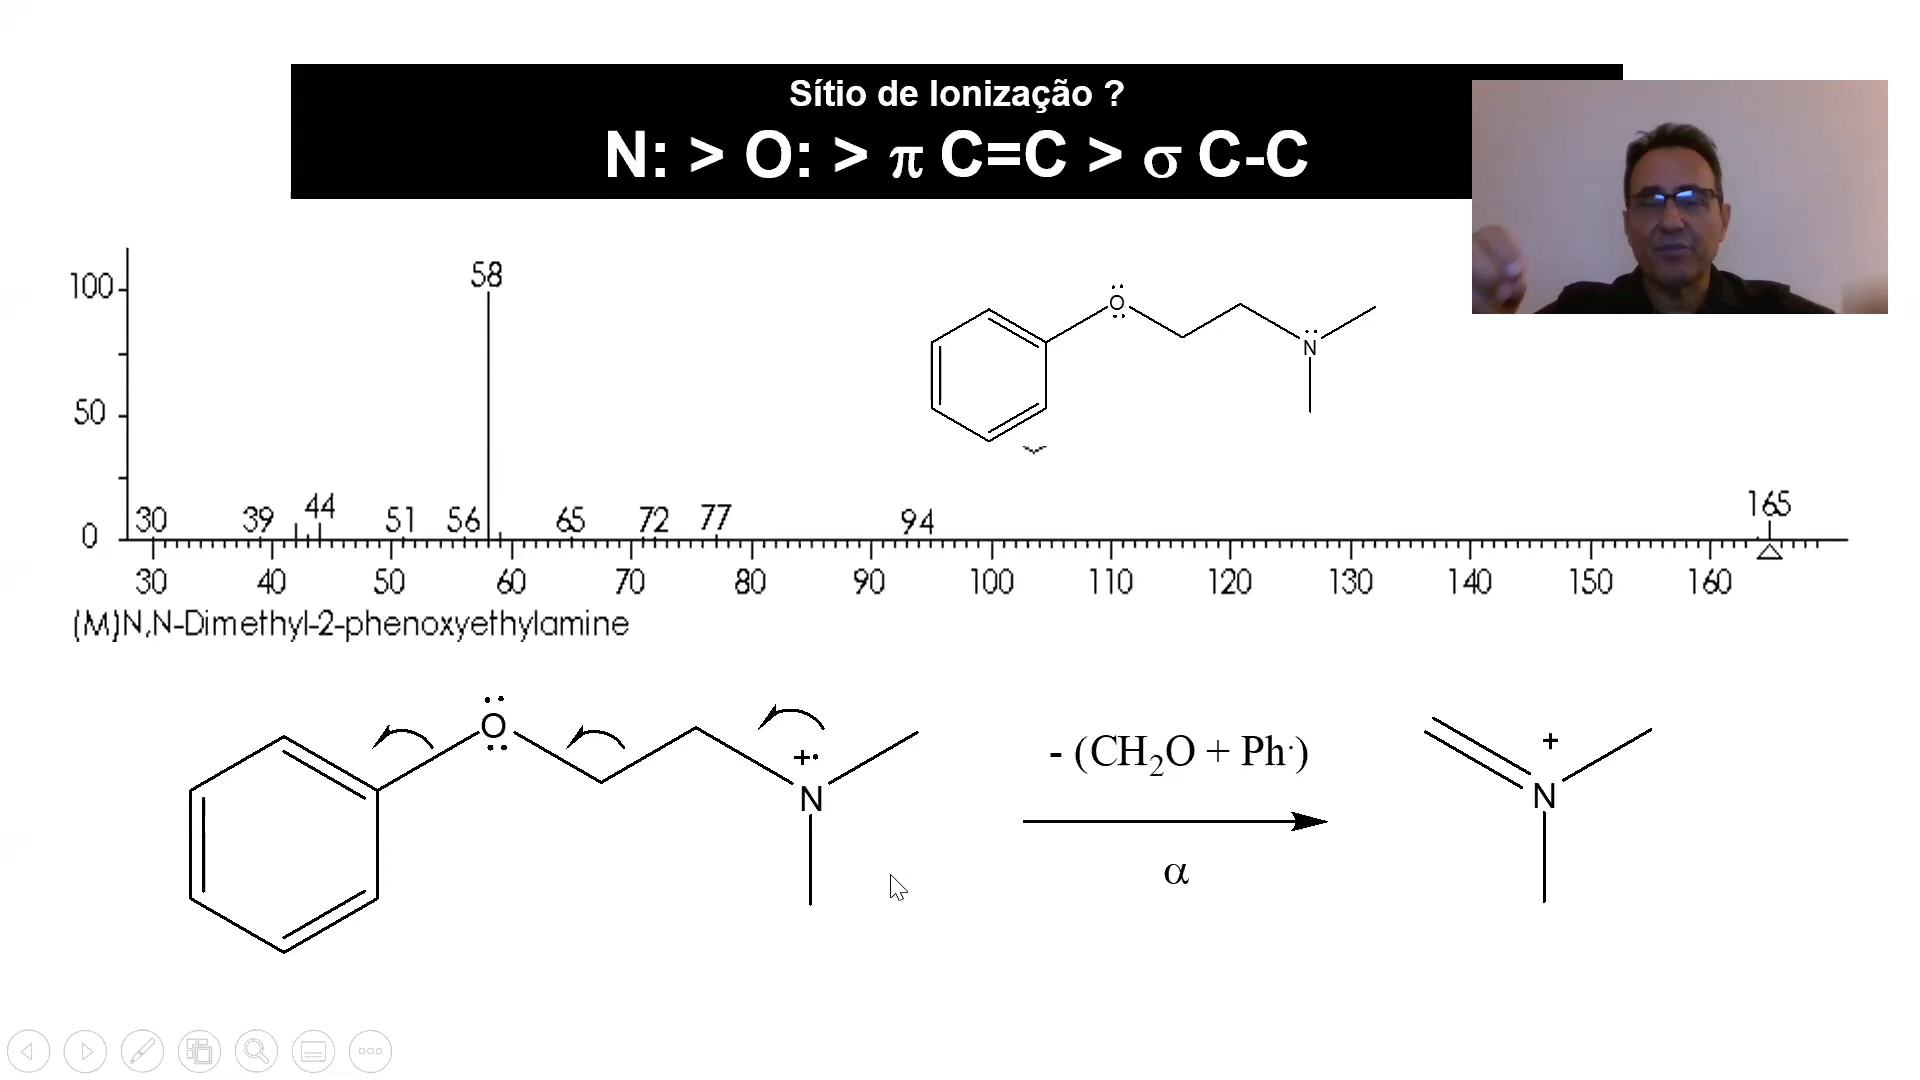 Sítio de Ionização ?
N: > O: > π C=C > σ C-C
100
58
50
0
30 39 44 51 56 65 72 77 94 165
30 40 50 60 70 80 90 100 110 120 130 140 150 160
(M)N,N-Dimethyl-2-phenoxyethylamine
O
N
O
+·
N
- (CH₂O + Ph·)
α
+
N